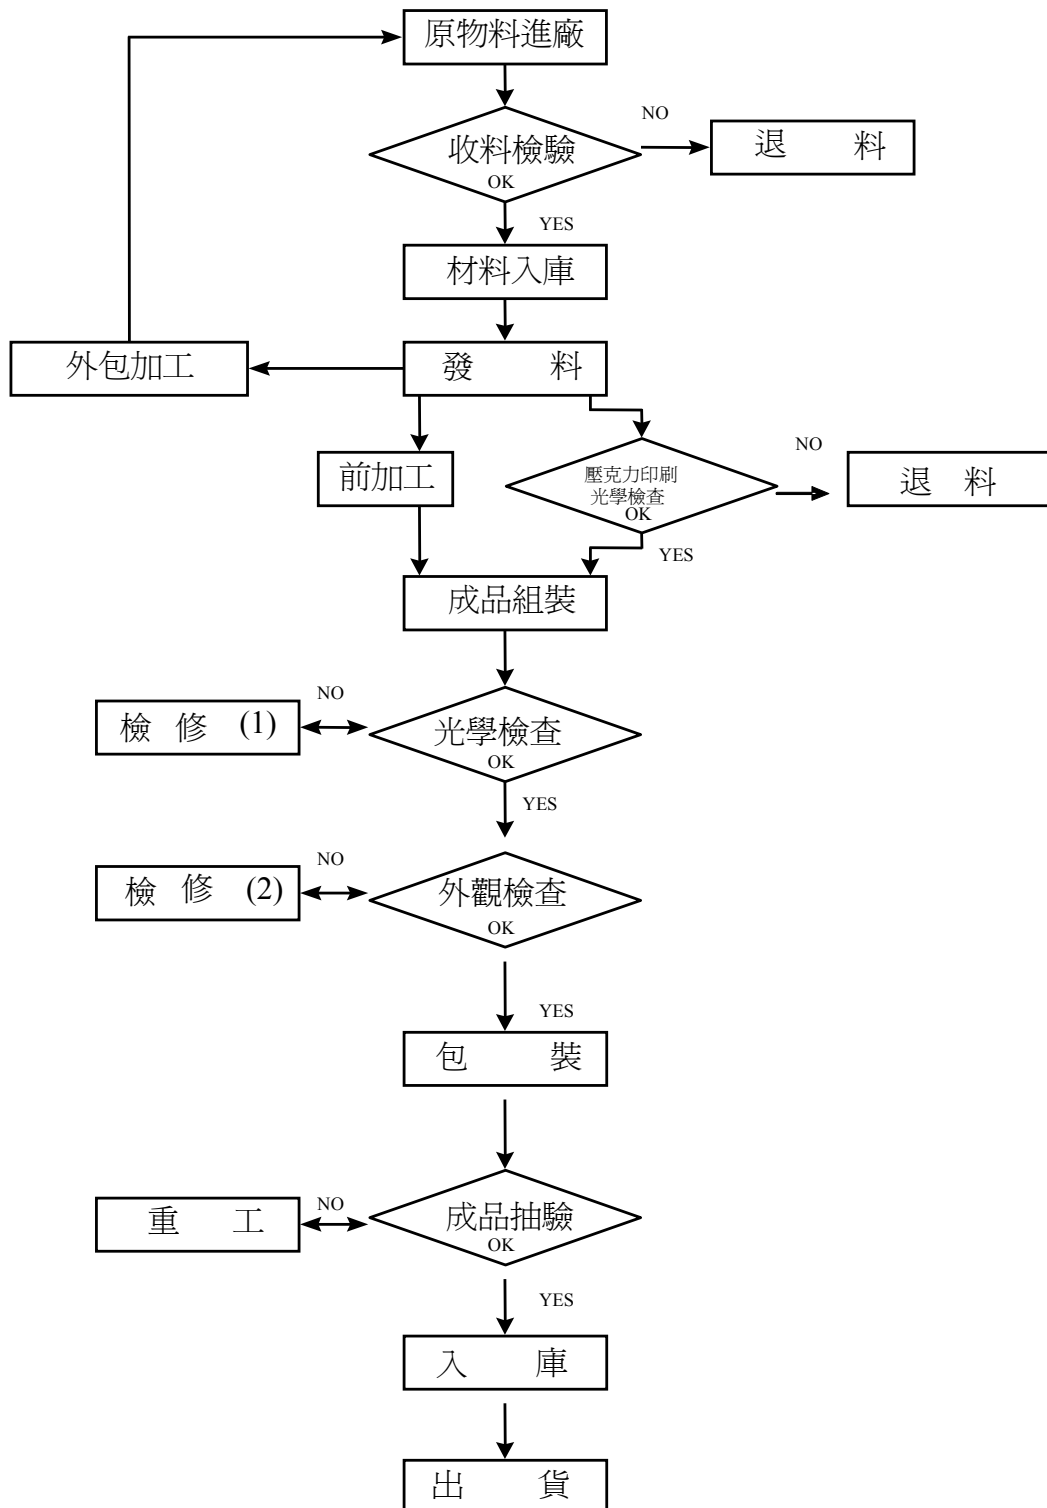 原物料進廠
NO
收料檢驗
OK
退 料
YES
材料入庫
外包加工
發 料
前加工
壓克力印刷
光學檢查
OK
NO
退 料
YES
成品組裝
NO
檢 修 (1)
光學檢查
OK
YES
NO
檢 修 (2)
外觀檢查
OK
YES
包 裝
NO
重 工
成品抽驗
OK
YES
入 庫
出 貨